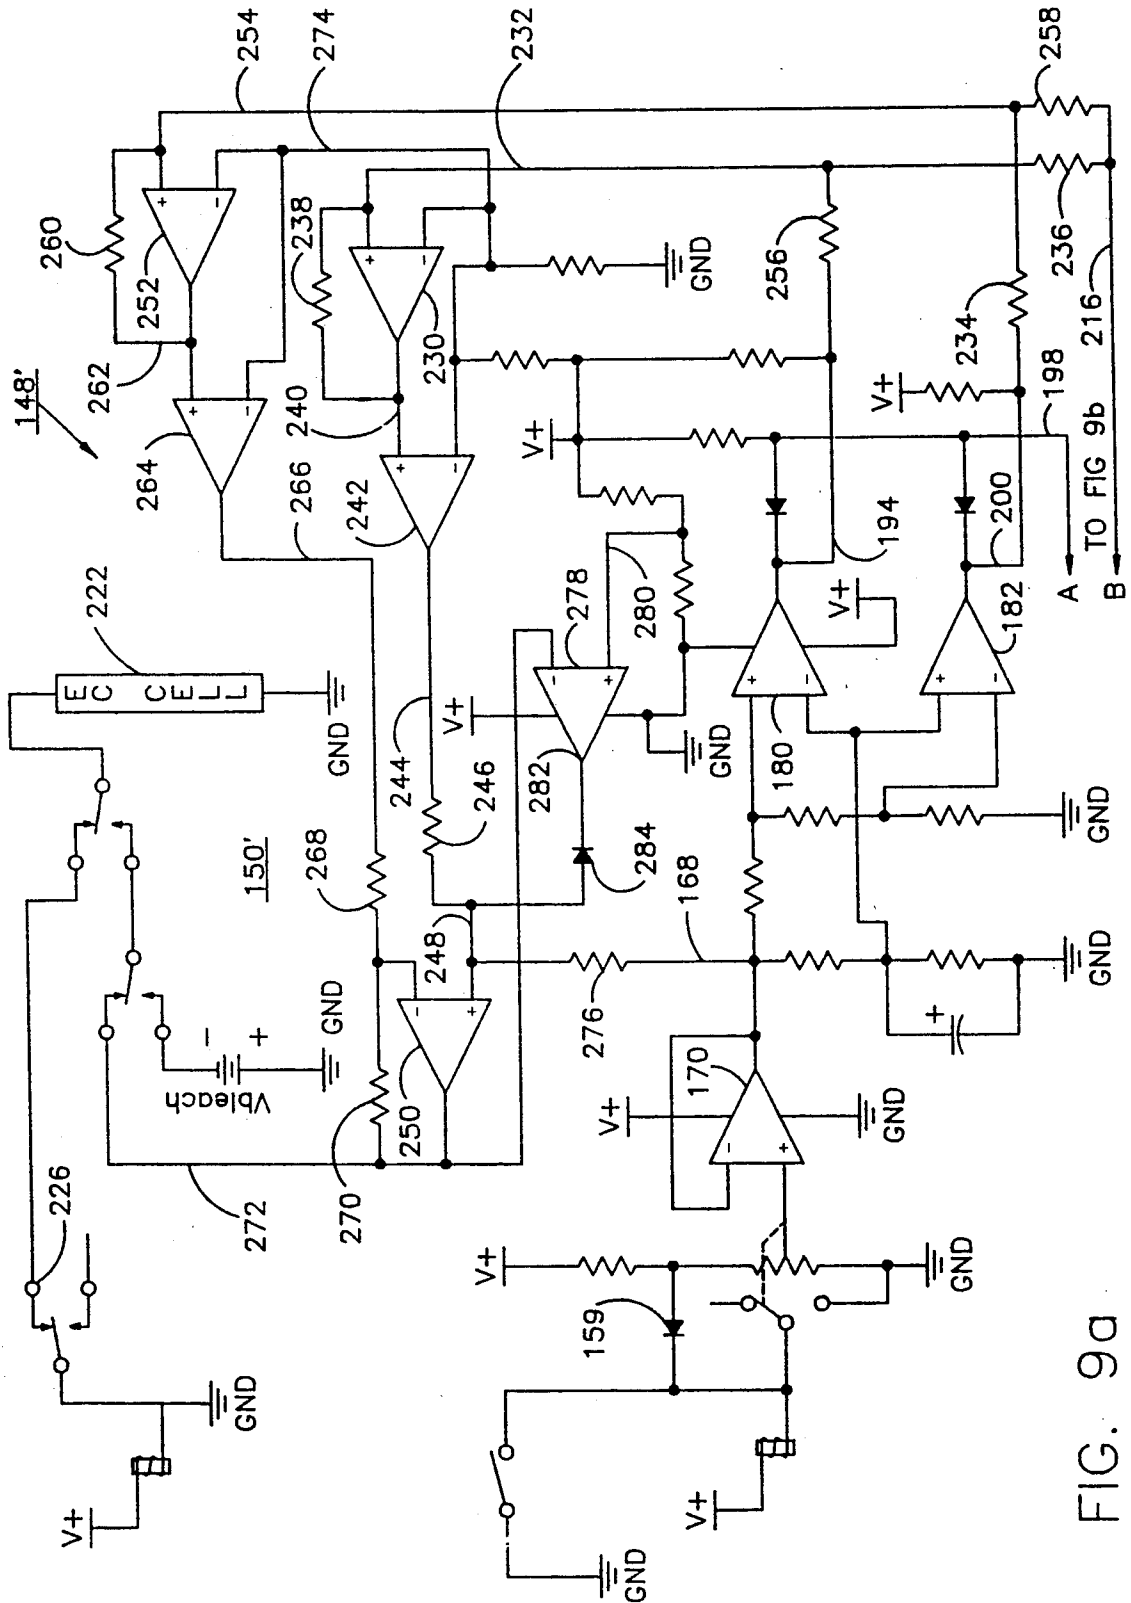 148'
254
274
232
258
260
252
262
264
266
238
230
240
242
244
246
GND
256
236
216
234
V+
198
TO FIG 9b
A
B
200
194
V+
182
V+
280
278
V+
282
GND
180
284
222
EC CELL
GND
150'
268
248
276
168
GND
GND
250
270
272
Vbleach
-
+
GND
226
GND
V+
170
V+
GND
+
V+
159
GND
V+
GND
+
-
+
-
+
-
+
-
-
+
-
+
+
-
+
-
-
+
FIG. 9a